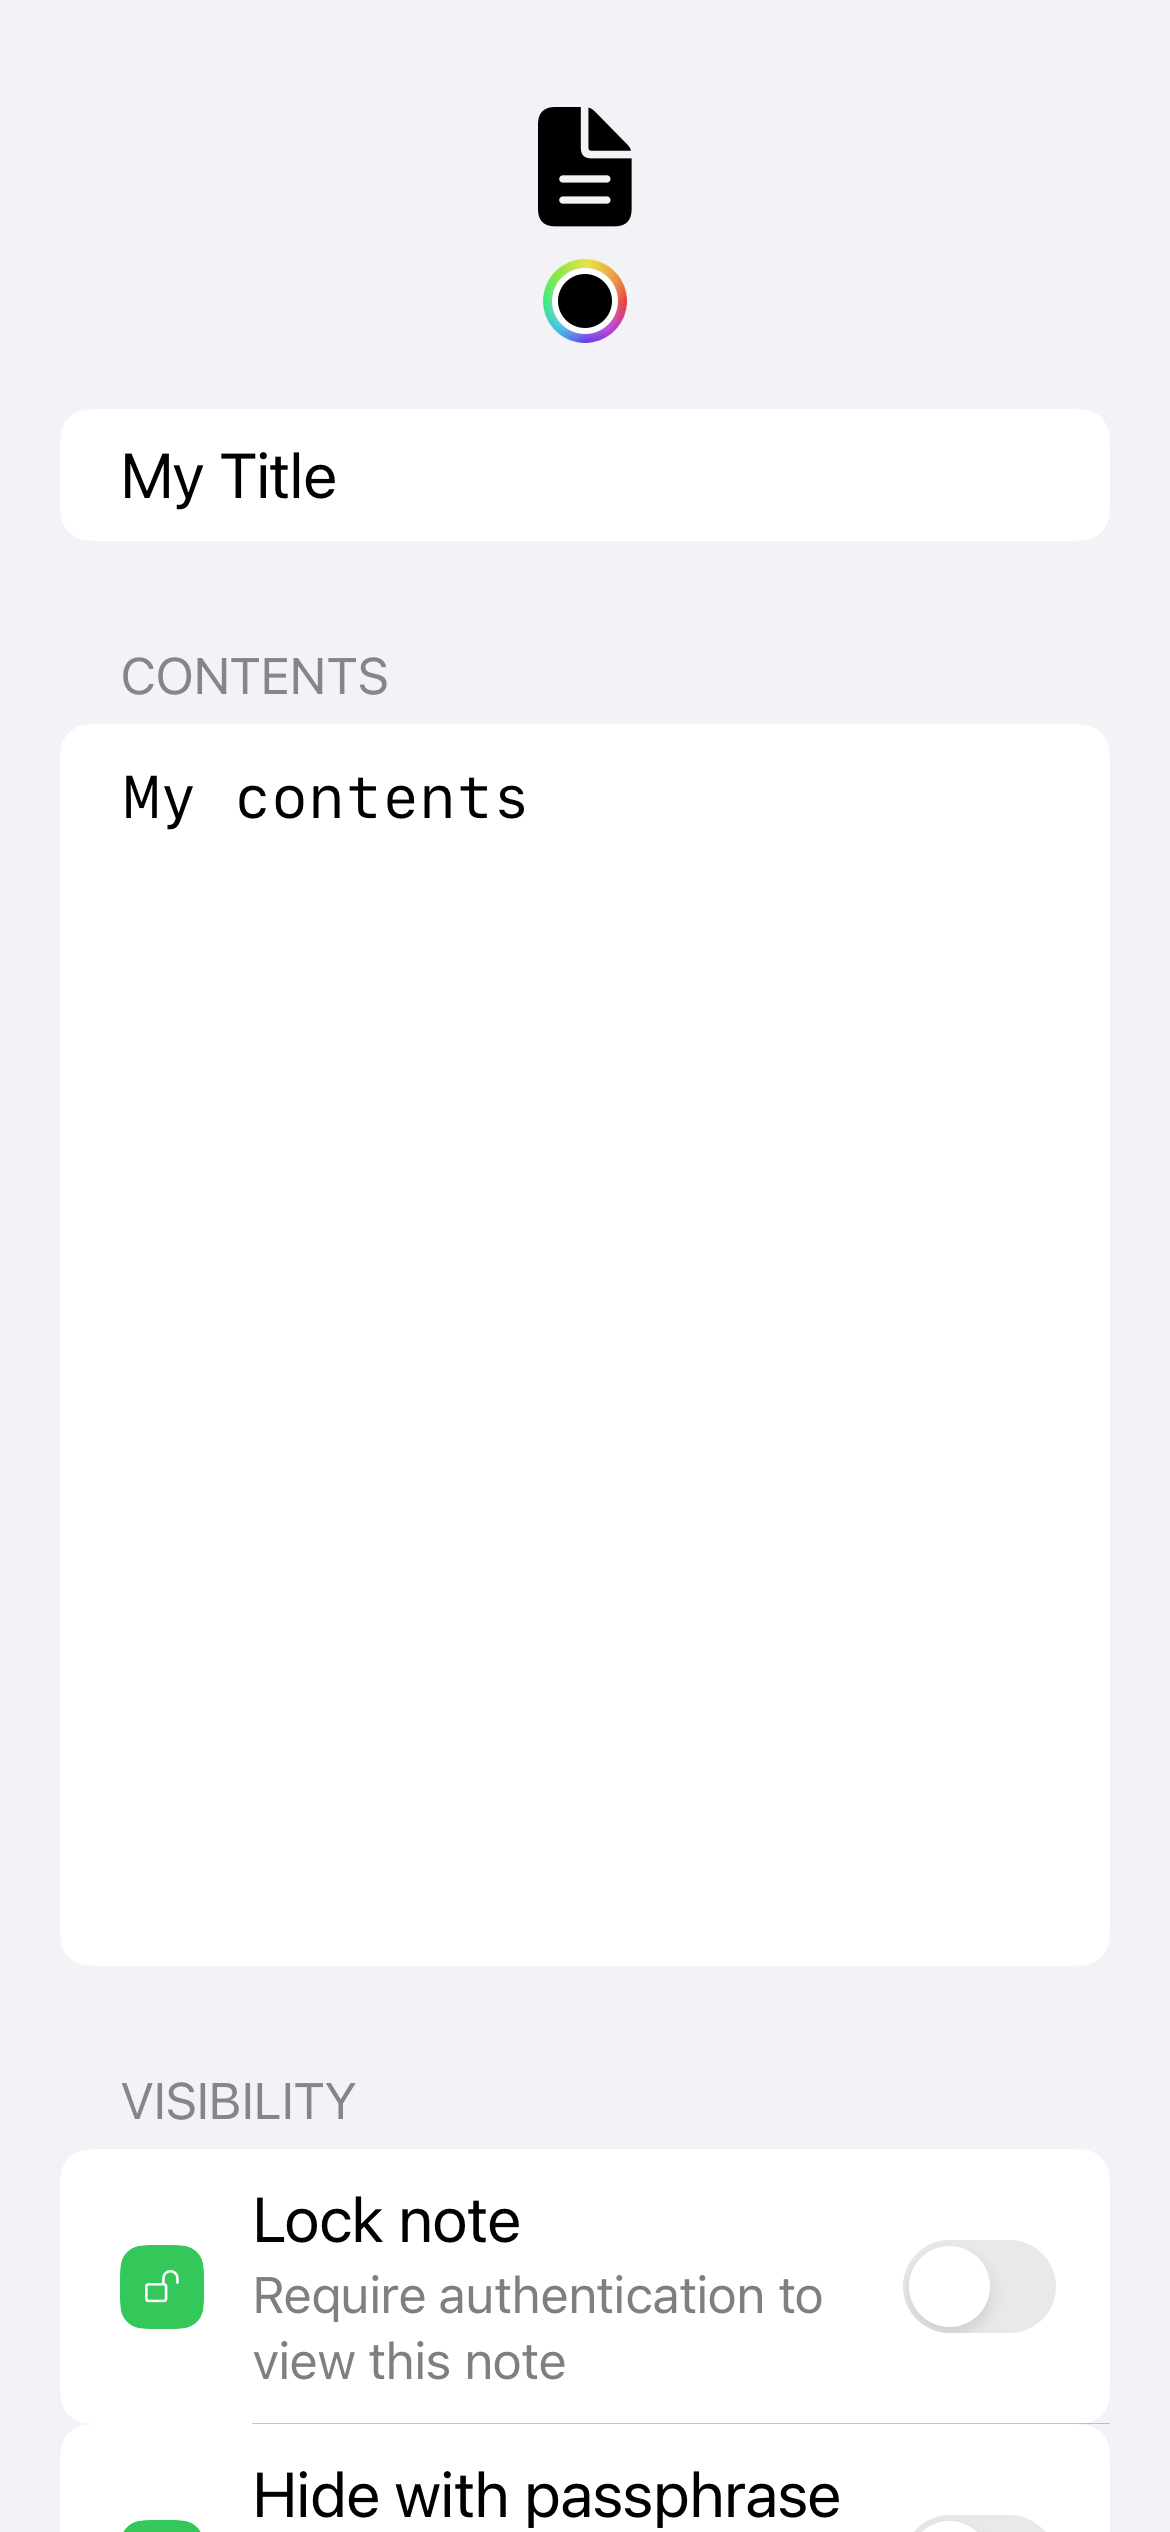 My Title
CONTENTS
My contents
VISIBILITY
Lock note
Require authentication to
view this note
Hide with passphrase